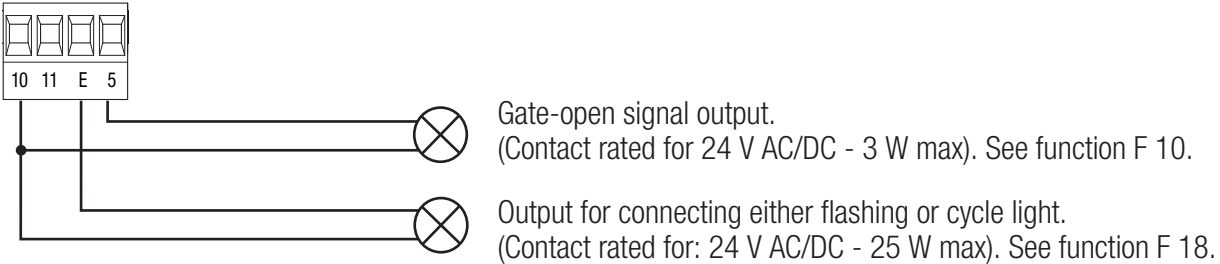 10 11 E 5
Gate-open signal output.
(Contact rated for 24 V AC/DC - 3 W max). See function F 10.
Output for connecting either flashing or cycle light.
(Contact rated for: 24 V AC/DC - 25 W max). See function F 18.